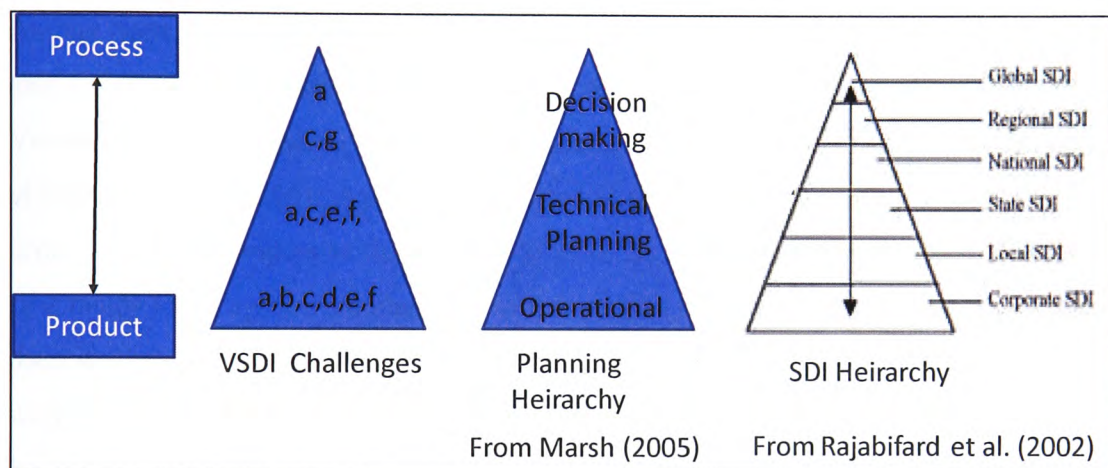 Process
Product
a
c,g
a,c,e,f,
a,b,c,d,e,f
VSDI Challenges
Decision
making
Technical
Planning
Operational
Planning
Heirarchy
From Marsh (2005)
Global SDI
Regional SDI
National SDI
State SDI
Local SDI
Corporate SDI
SDI Heirarchy
From Rajabifard et al. (2002)